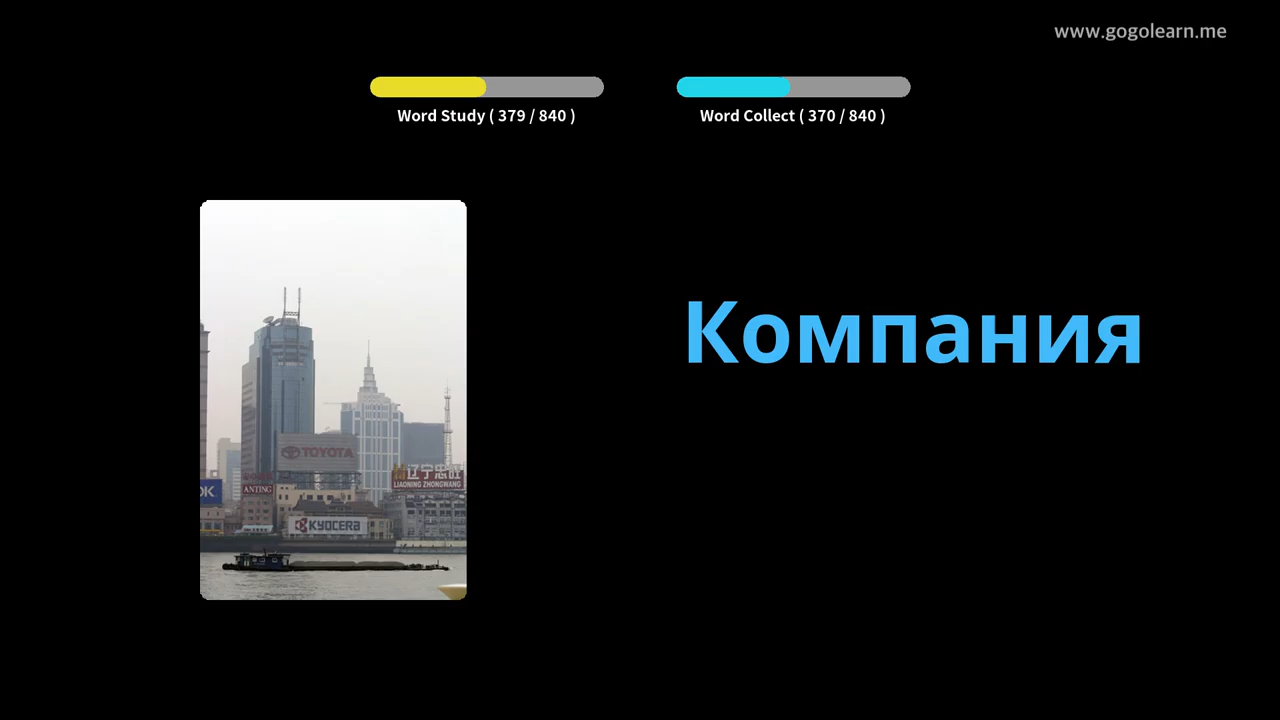 www.gogolearn.me
Word Study ( 379 / 840 )
Word Collect ( 370 / 840 )
Компания
TOYOTA
辽宁忠旺
LIAONING ZHONGWANG
OK
ANTING
KYOCERA